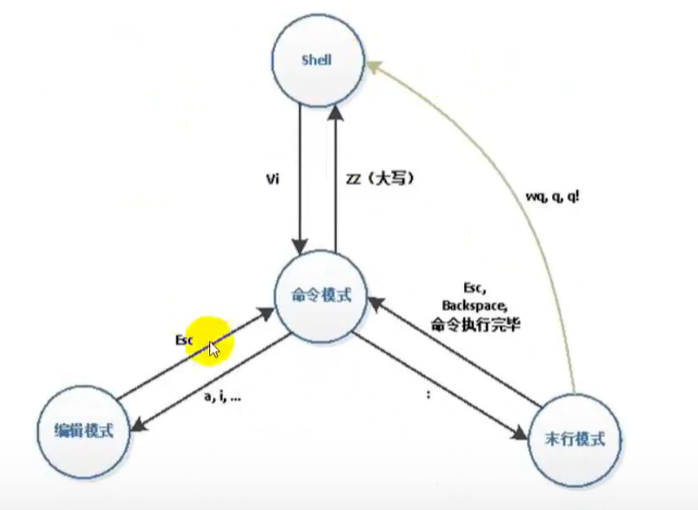 Shell
Vi
ZZ（大写）
wq, q, q!
命令模式
Esc,
Backspace,
命令执行完毕
Esc
a, i, ...
:
编辑模式
末行模式